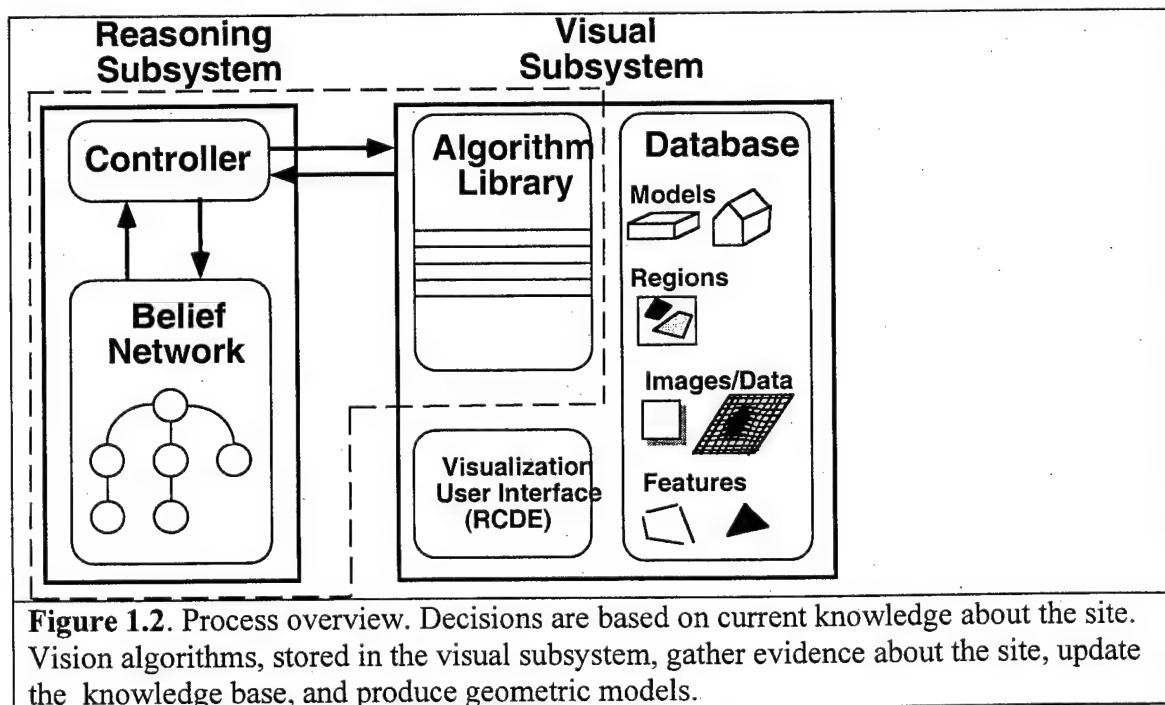 Reasoning
Subsystem
Visual
Subsystem
Controller
Belief
Network
Algorithm
Library
Visualization
User Interface
(RCDE)
Database
Models
Regions
Images/Data
Features
Figure 1.2. Process overview. Decisions are based on current knowledge about the site.
Vision algorithms, stored in the visual subsystem, gather evidence about the site, update
the knowledge base, and produce geometric models.